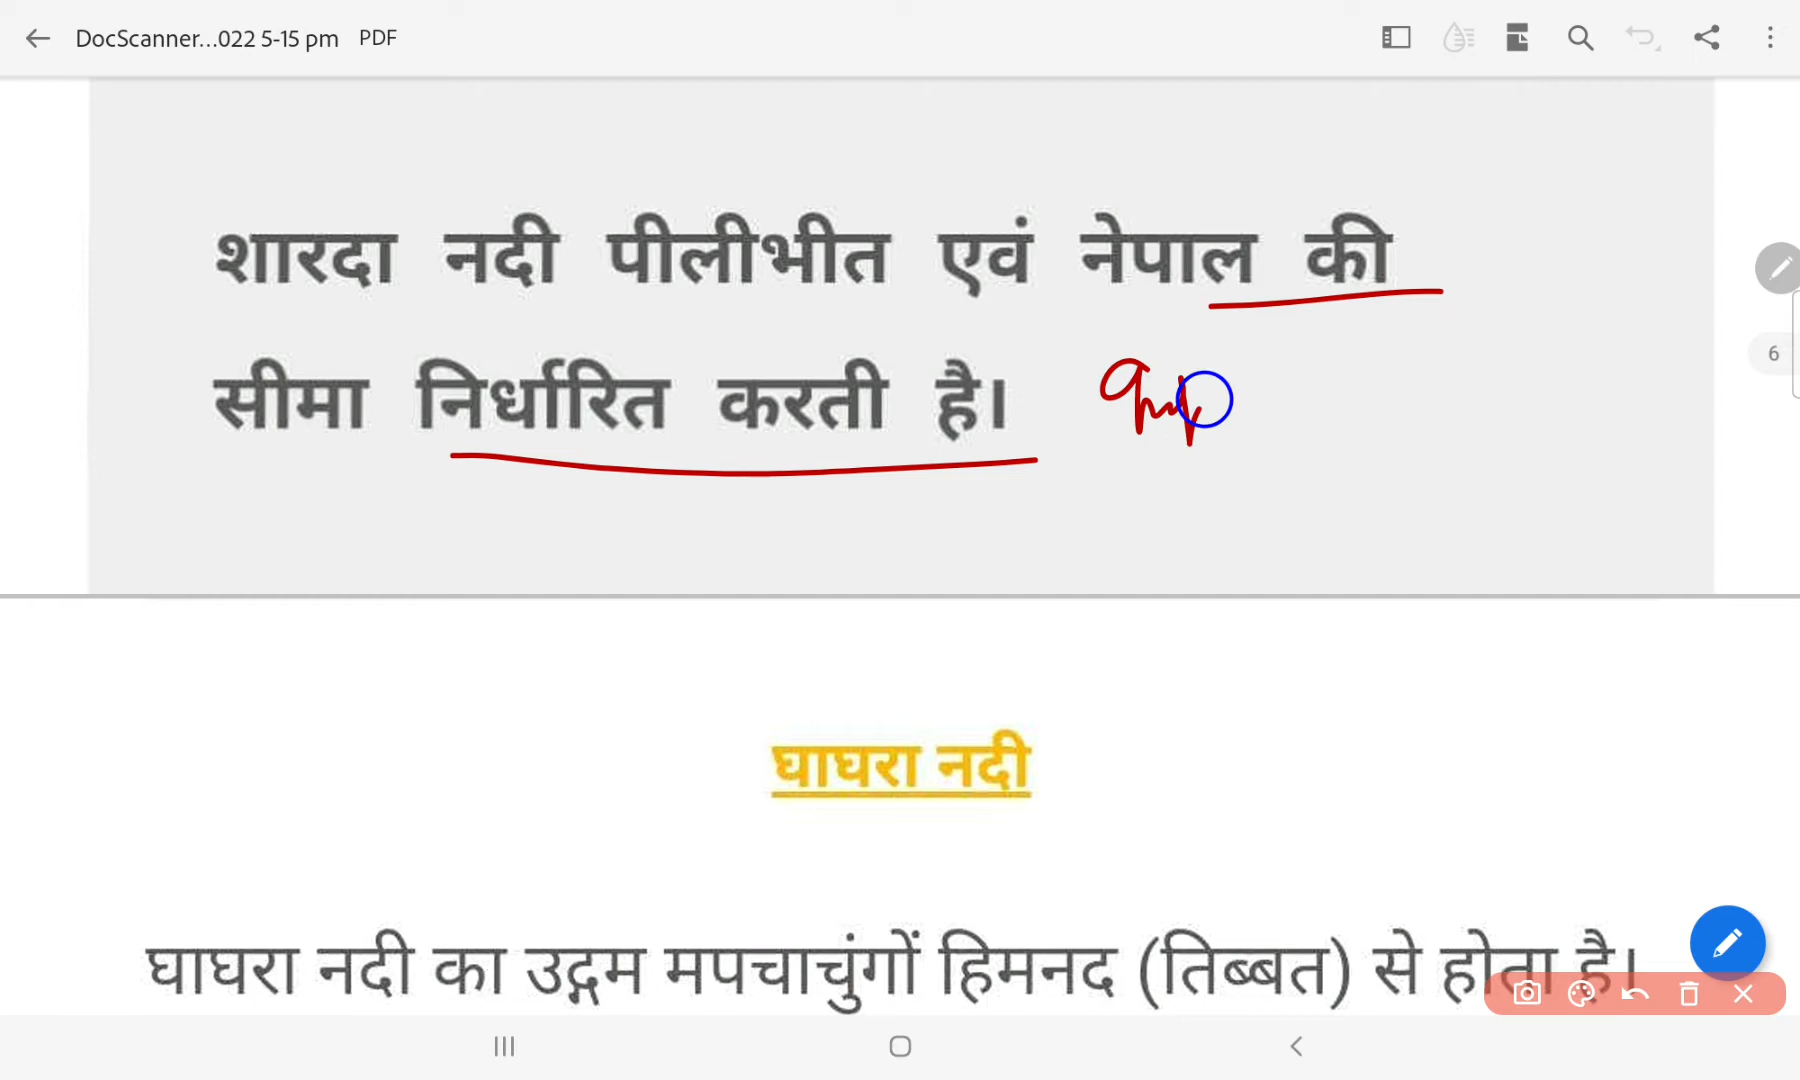 DocScanner...022 5-15 pm PDF
शारदा नदी पीलीभीत एवं नेपाल की
6
सीमा निर्धारित करती है। Imp
घाघरा नदी
घाघरा नदी का उद्गम मपचाचुंगों हिमनद (तिब्बत) से होता है।